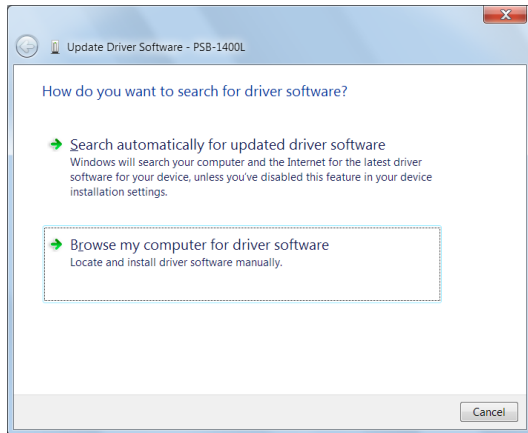 X
Update Driver Software - PSB-1400L
How do you want to search for driver software?
Search automatically for updated driver software
Windows will search your computer and the Internet for the latest driver
software for your device, unless you've disabled this feature in your device
installation settings.
Browse my computer for driver software
Locate and install driver software manually.
Cancel